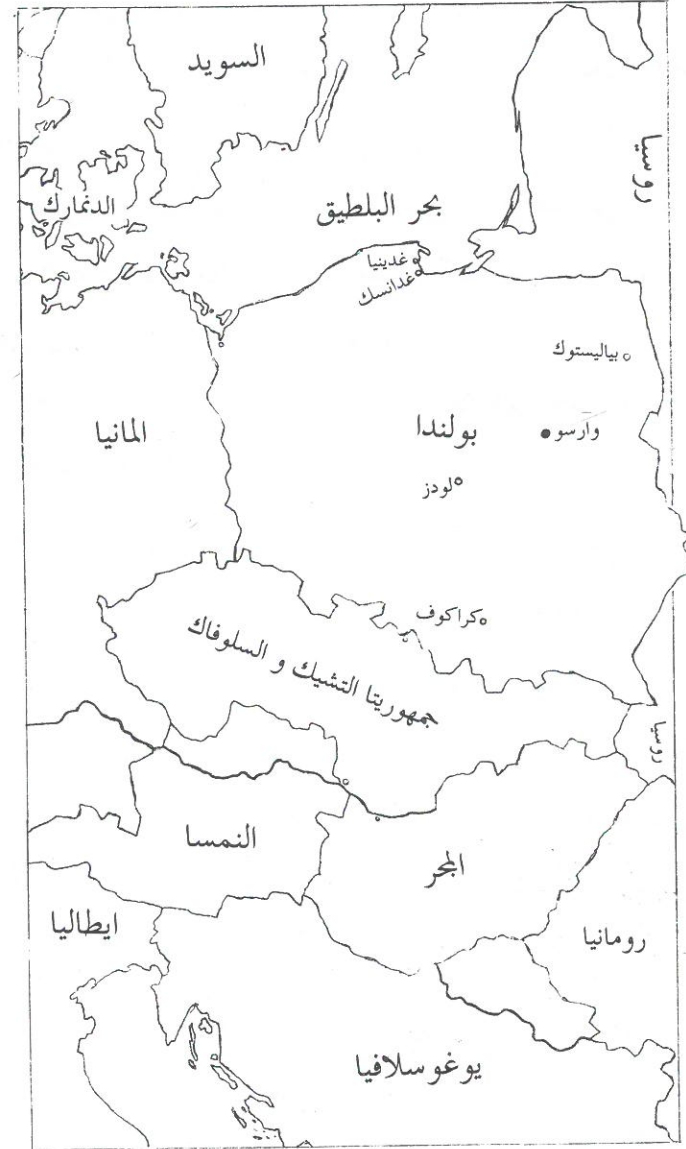 السويد
روسيا
الدنمارك
بحر البلطيق
غدينيا
غدانسك
بياليستوك
المانيا
بولندا
وارسو
لودز
كراكوف
جمهوريتا التشيك و السلوفاك
روسيا
النمسا
المجر
ايطاليا
رومانيا
يوغوسلافيا